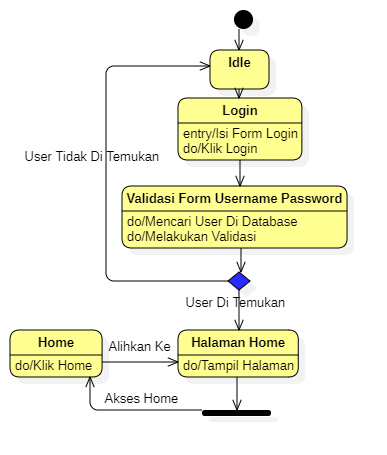 Idle
Login
entry/Isi Form Login
do/Klik Login
User Tidak Di Temukan
Validasi Form Username Password
do/Mencari User Di Database
do/Melakukan Validasi
User Di Temukan
Home
do/Klik Home
Alihkan Ke
Halaman Home
do/Tampil Halaman
Akses Home